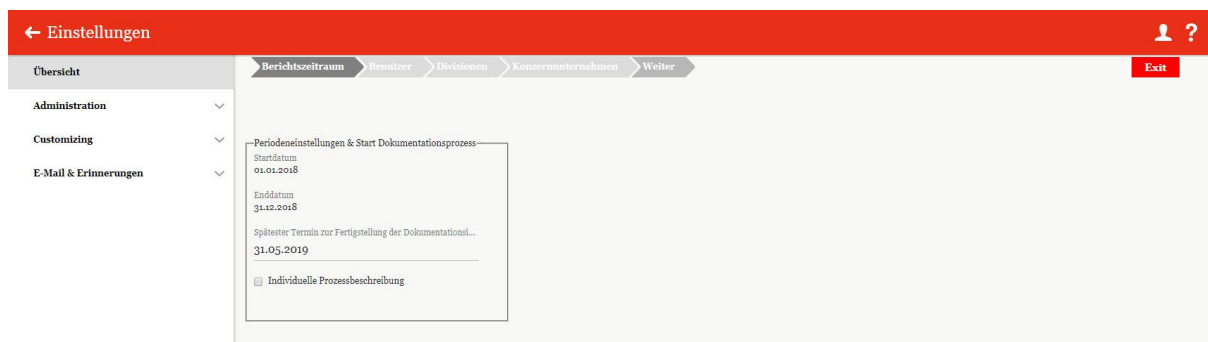 ← Einstellungen ?
Übersicht
Administration
Customizing
E-Mail & Erinnerungen
Berichtszeitraum Benutzer Divisionen Konzernunternehmen Weiter Exit
Periodeneinstellungen & Start Dokumentationsprozess
Startdatum
01.01.2018
Enddatum
31.12.2018
Spätester Termin zur Fertigstellung der Dokumentationsi...
31.05.2019
Individuelle Prozessbeschreibung